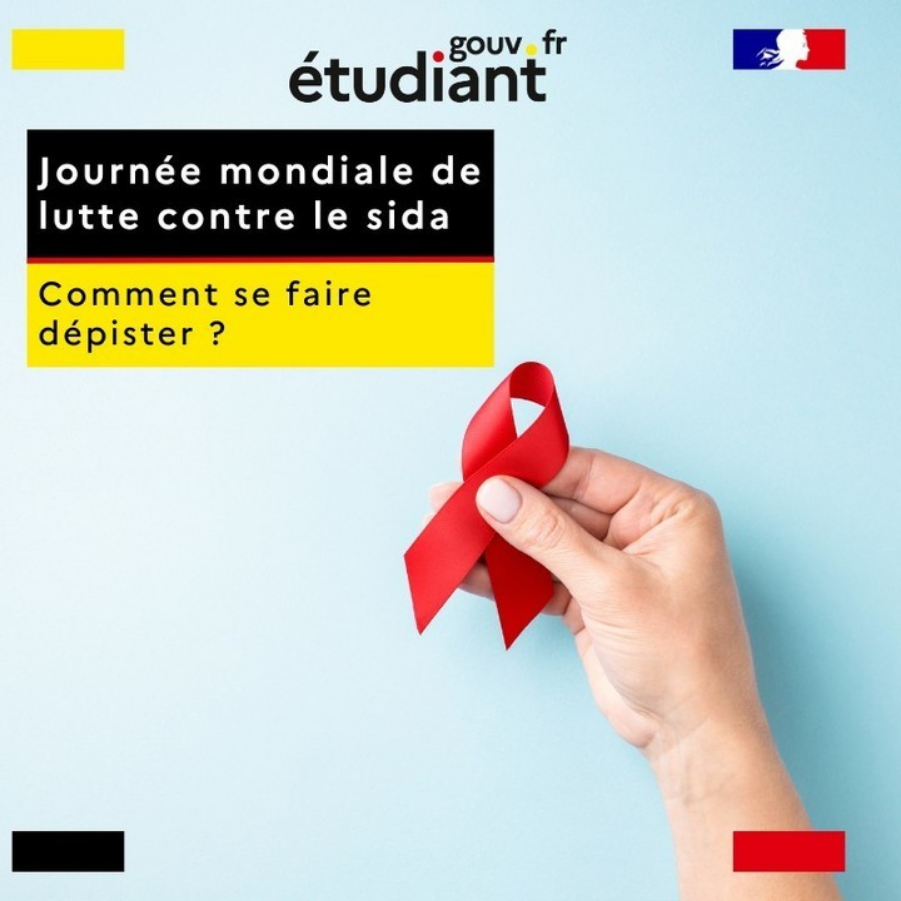 étudiant.gouv.fr
Journée mondiale de
lutte contre le sida
Comment se faire
dépister ?